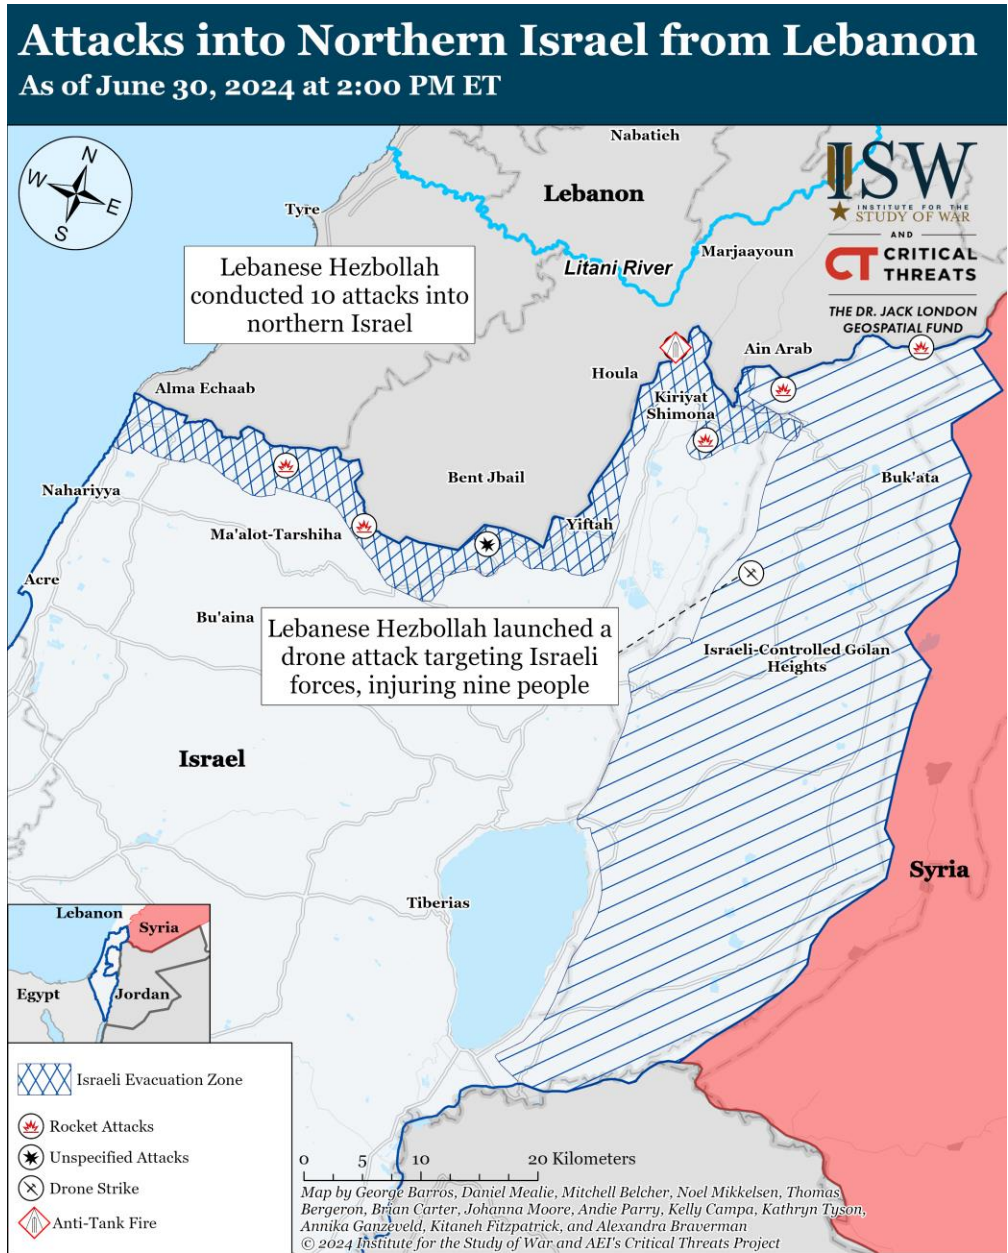 Attacks into Northern Israel from Lebanon
As of June 30, 2024 at 2:00 PM ET
N
W
E
S
Nabatieh
Lebanon
ISW
INSTITUTE FOR THE
STUDY OF WAR
AND
CT CRITICAL
THREATS
THE DR. JACK LONDON
GEOSPATIAL FUND
Tyre
Marjaayoun
Litani River
Lebanese Hezbollah
conducted 10 attacks into
northern Israel
Ain Arab
Houla
Alma Echaab
Kiriyat
Shimona
Bent Jbail
Buk'ata
Nahariyya
Yiftah
Ma'alot-Tarshiha
Acre
Bu'aina
Lebanese Hezbollah launched a
drone attack targeting Israeli
forces, injuring nine people
Israeli-Controlled Golan
Heights
Israel
Syria
Tiberias
Lebanon
Syria
Egypt
Jordan
Israeli Evacuation Zone
Rocket Attacks
Unspecified Attacks
Drone Strike
Anti-Tank Fire
0 5 10 20 Kilometers
Map by George Barros, Daniel Mealie, Mitchell Belcher, Noel Mikkelsen, Thomas
Bergeron, Brian Carter, Johanna Moore, Andie Parry, Kelly Campa, Kathryn Tyson,
Annika Ganzeveld, Kitaneh Fitzpatrick, and Alexandra Braverman
© 2024 Institute for the Study of War and AEI's Critical Threats Project